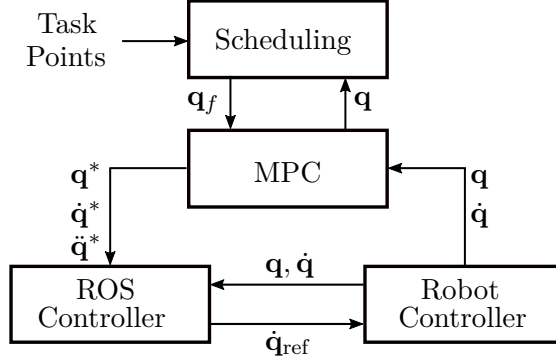 Task
Points
Scheduling
q_f
q
MPC
q*
q̇*
q̈*
q
q̇
q, q̇
ROS
Controller
Robot
Controller
q̇_ref